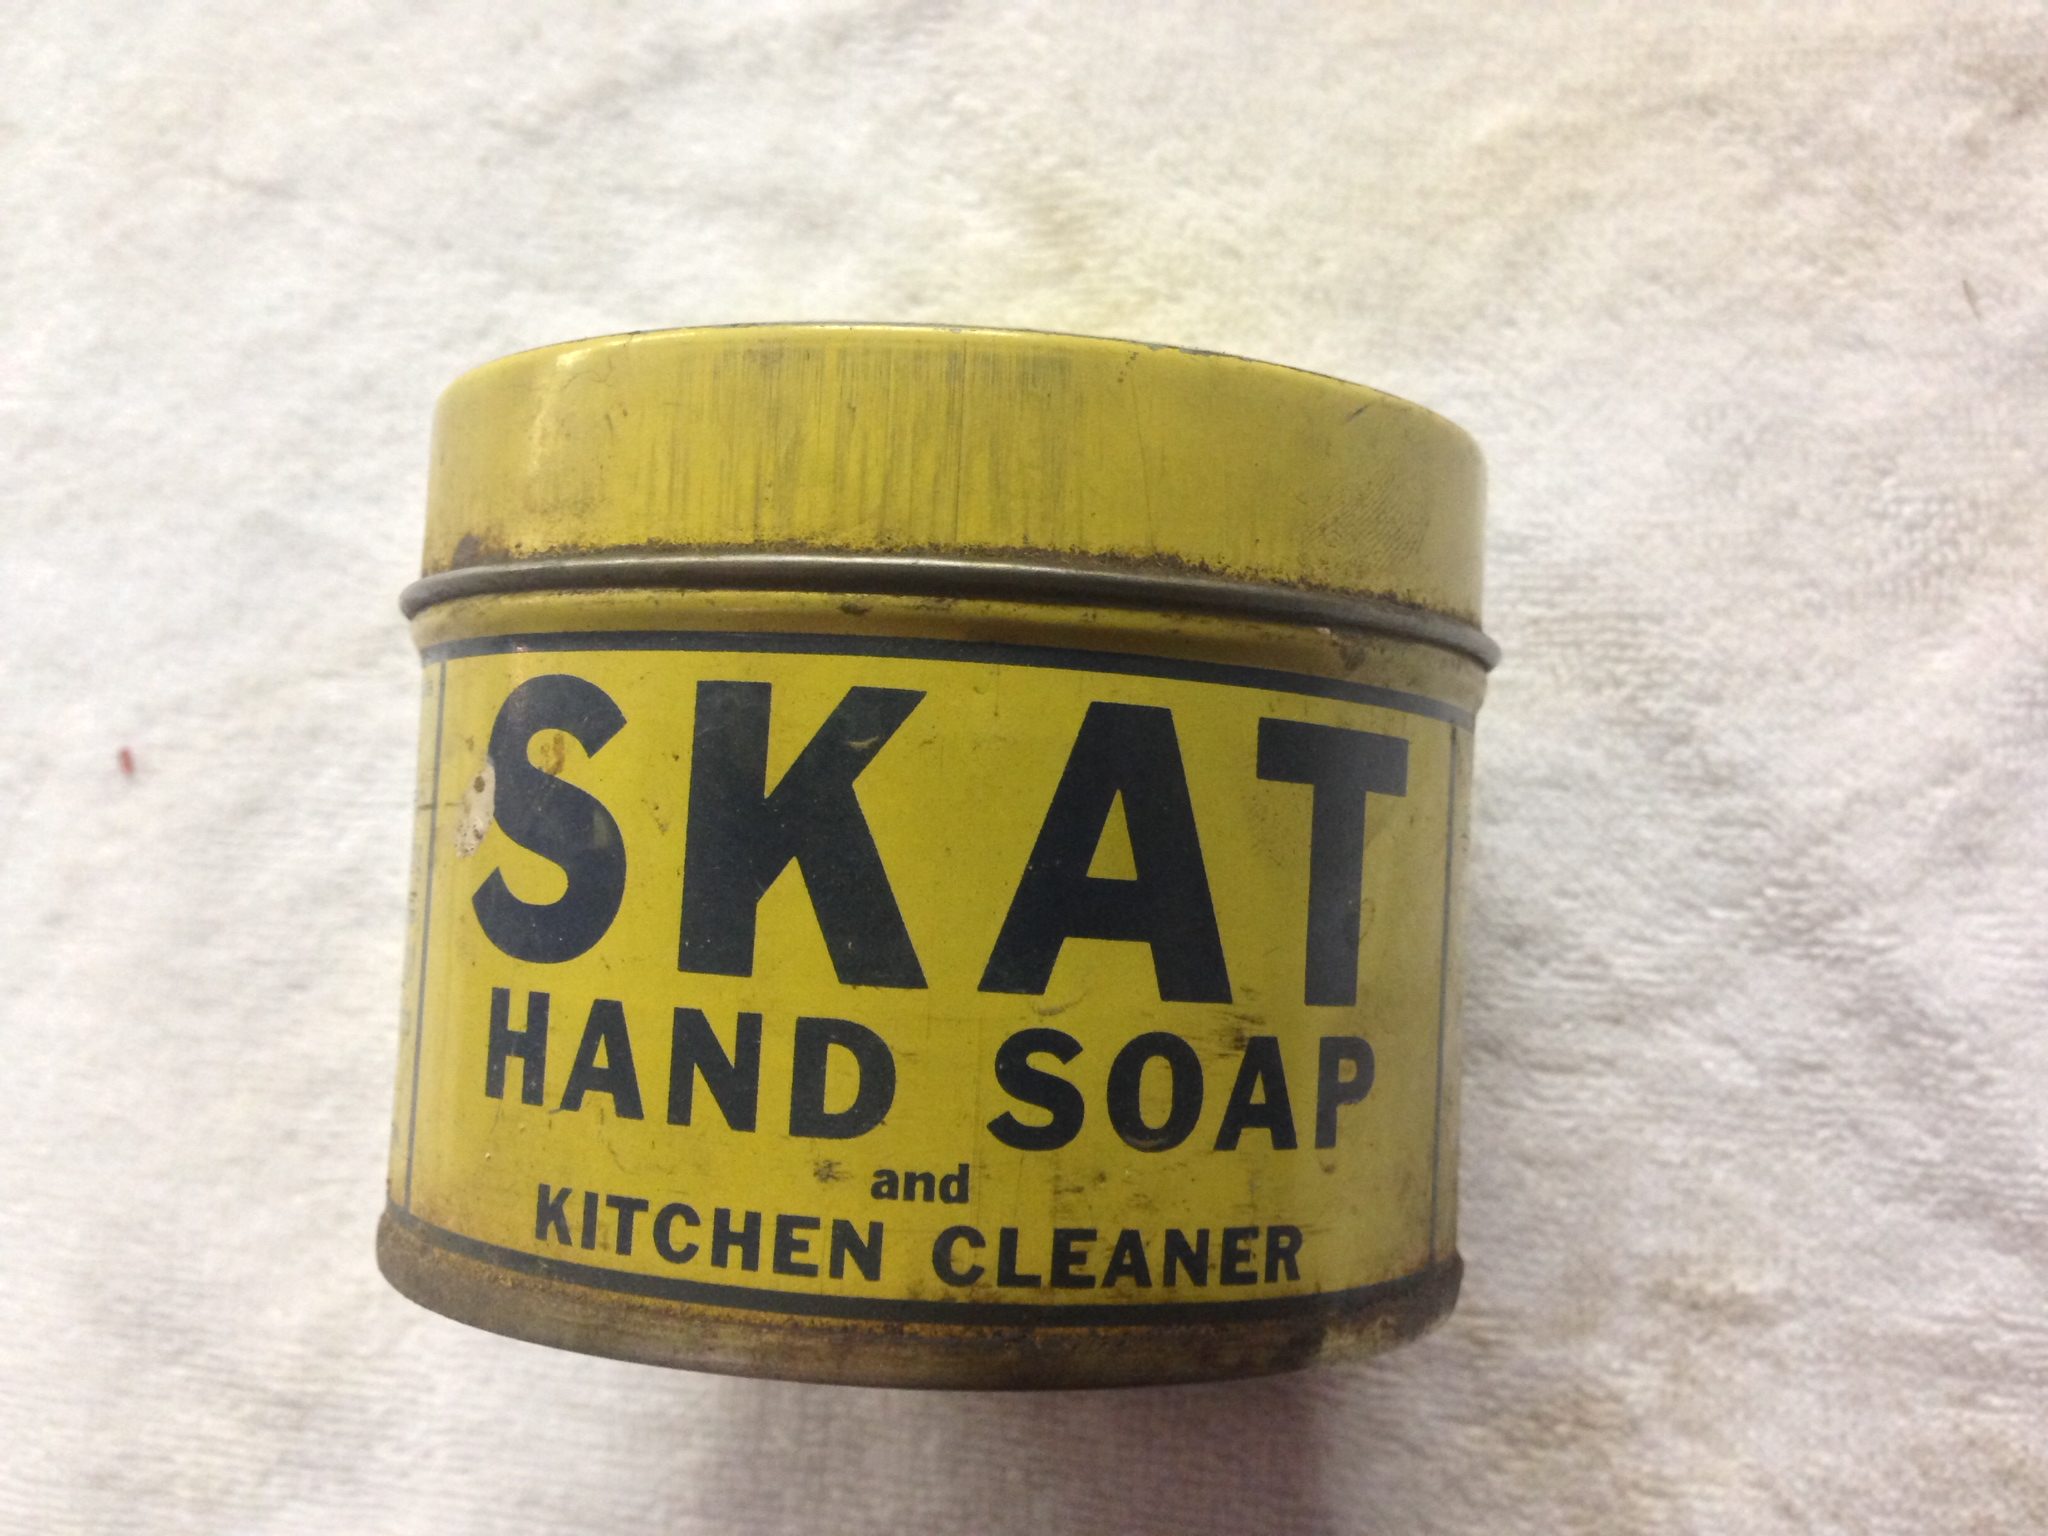 SKAT
HAND SOAP
and
KITCHEN CLEANER